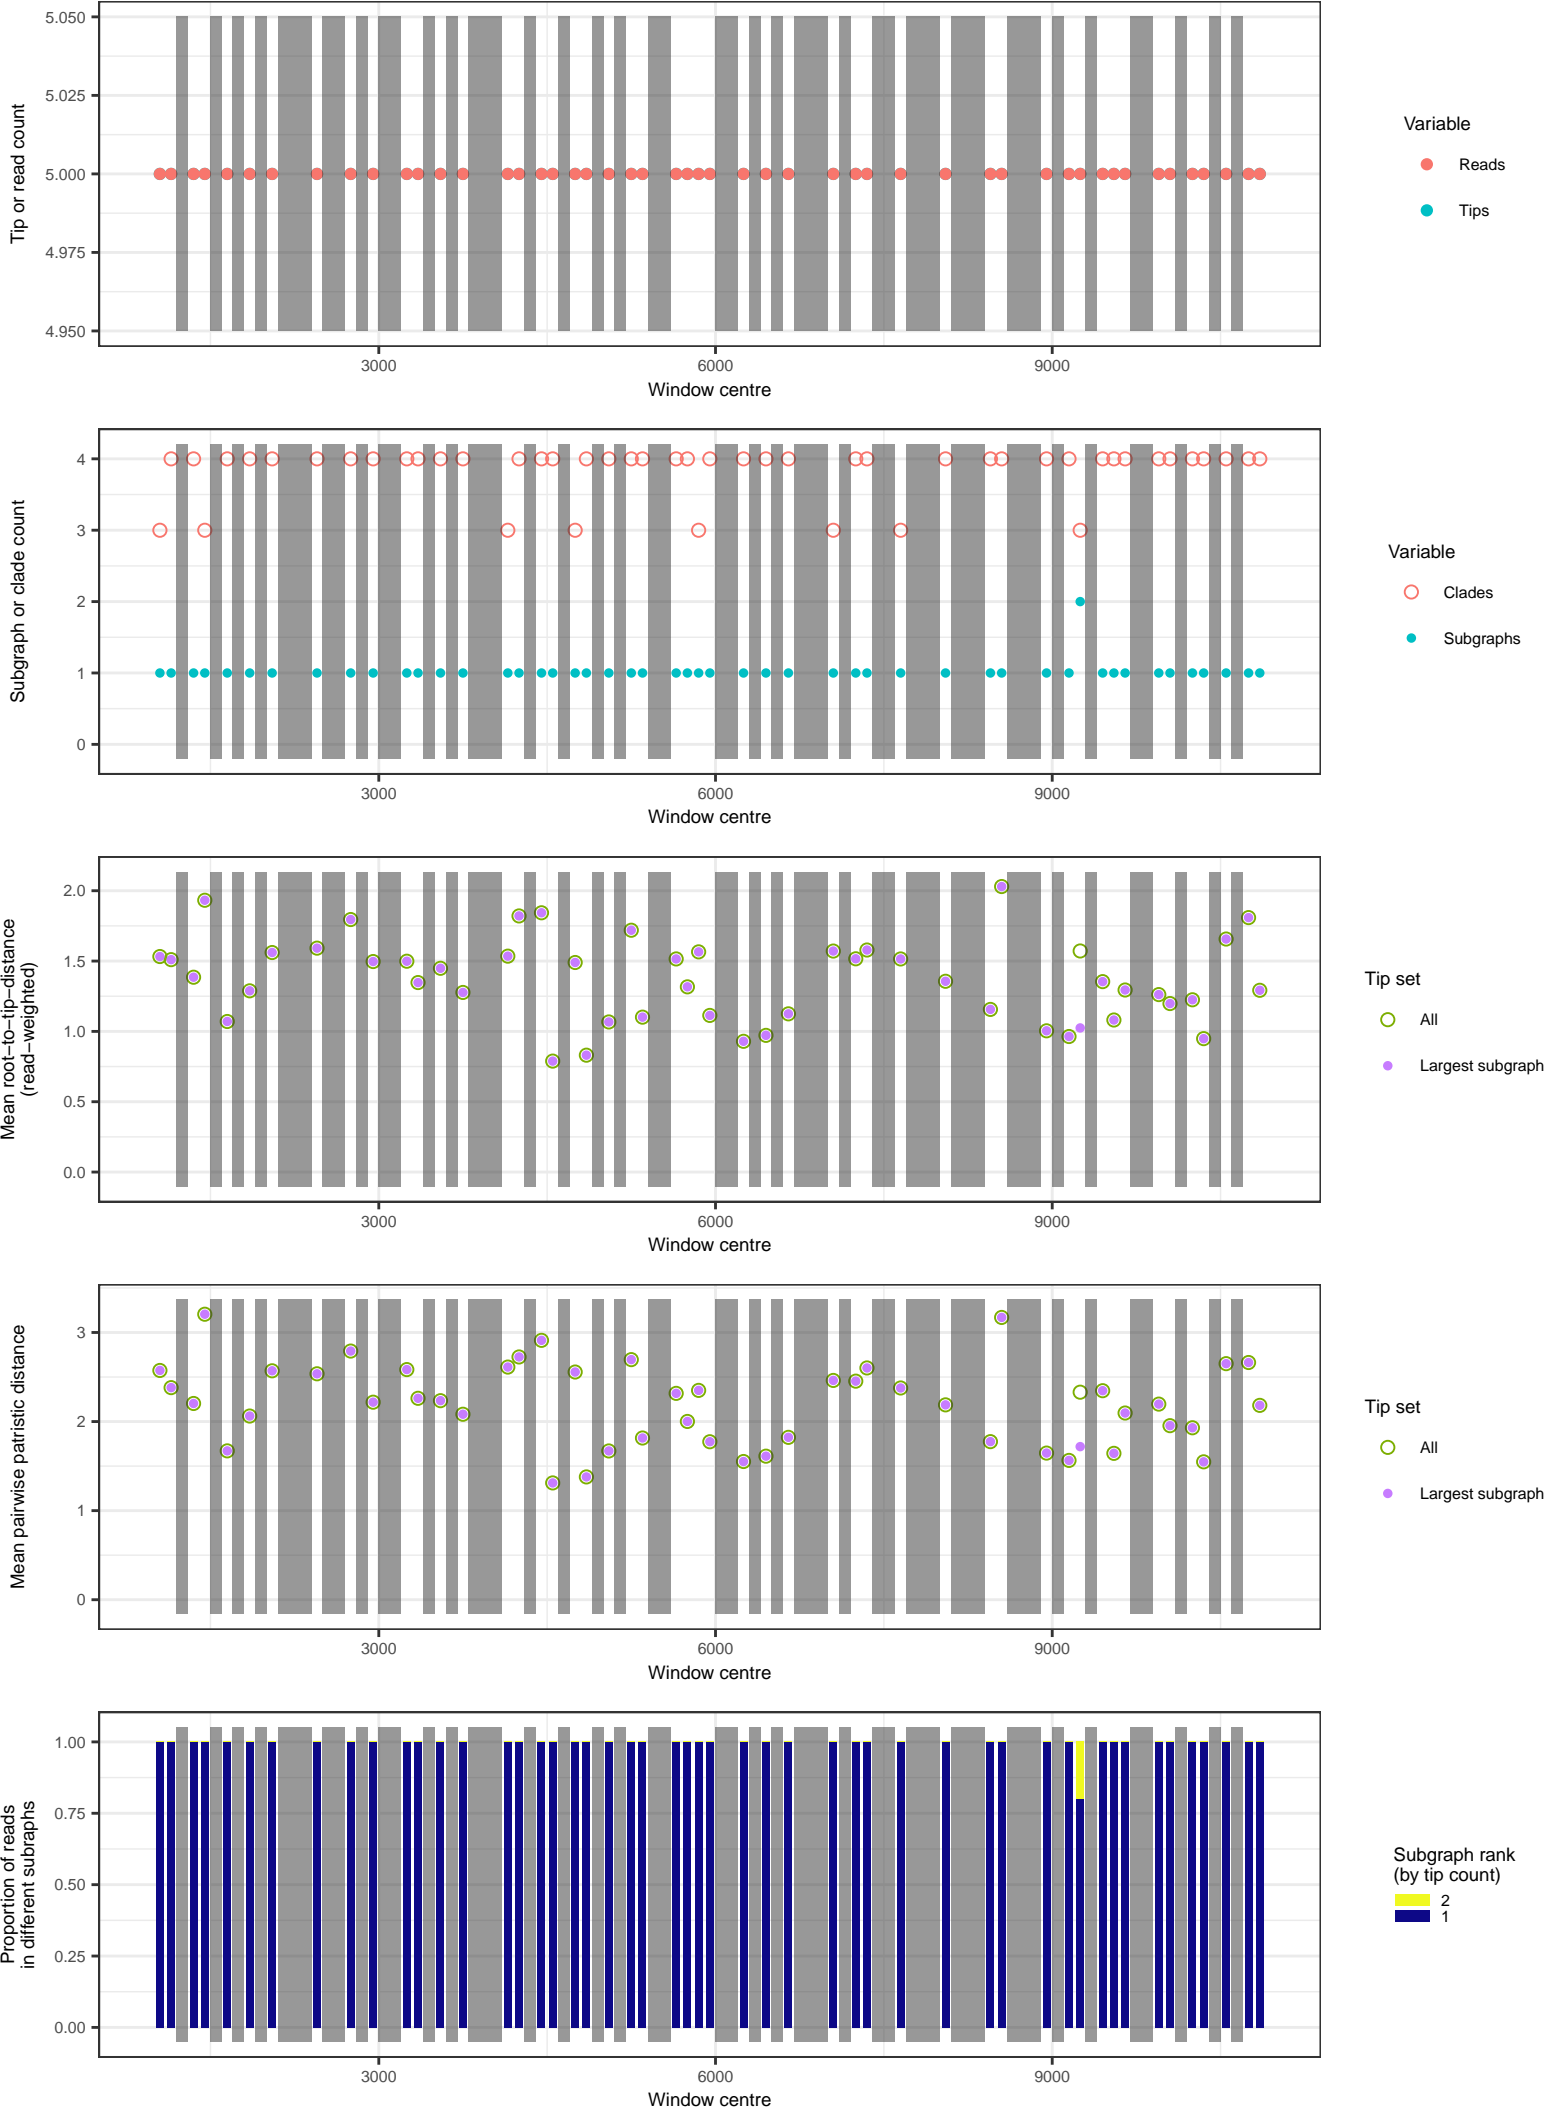 5.050
5.025
5.000
4.975
4.950
Tip or read count
3000 6000 9000
Window centre
Variable
Reads
Tips
4
3
2
1
0
Subgraph or clade count
3000 6000 9000
Window centre
Variable
Clades
Subgraphs
2.0
1.5
1.0
0.5
0.0
Mean root−to−tip−distance
(read−weighted)
3000 6000 9000
Window centre
Tip set
All
Largest subgraph
3
2
1
0
Mean pairwise patristic distance
3000 6000 9000
Window centre
Tip set
All
Largest subgraph
1.00
0.75
0.50
0.25
0.00
Proportion of reads
in different subraphs
3000 6000 9000
Window centre
Subgraph rank
(by tip count)
2
1